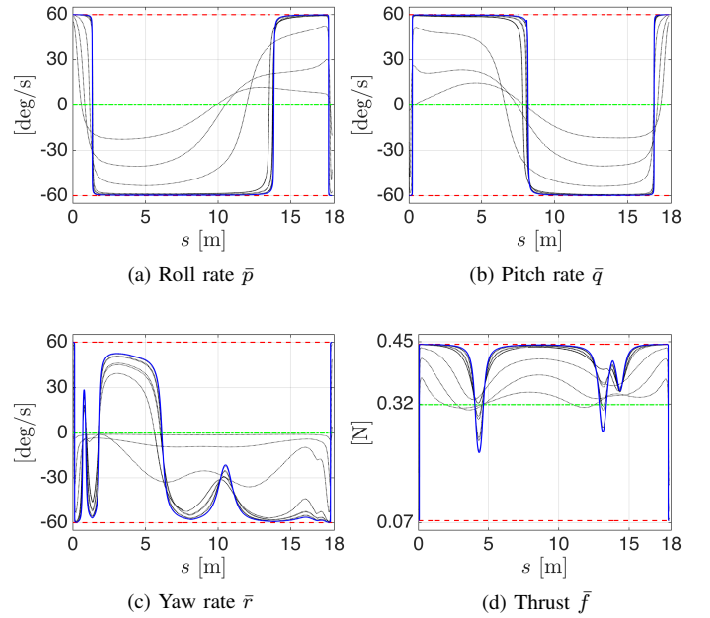 60
30
0
-30
-60
[deg/s]
0 5 10 15 18
s [m]
(a) Roll rate p̄
60
30
0
-30
-60
[deg/s]
0 5 10 15 18
s [m]
(b) Pitch rate q̄
60
30
0
-30
-60
[deg/s]
0 5 10 15 18
s [m]
(c) Yaw rate r̄
0.45
0.32
0.07
[N]
0 5 10 15 18
s [m]
(d) Thrust f̄